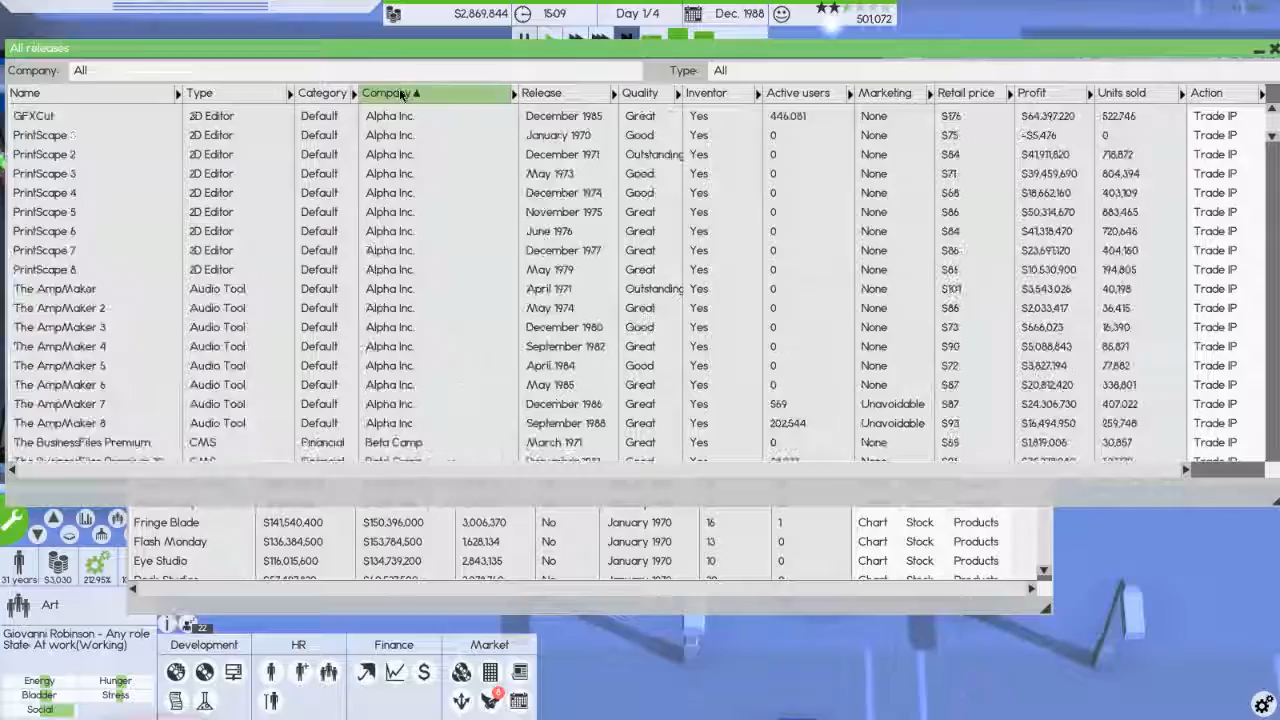 $2,869,844 15:09 Day 1/4 Dec. 1988 501,072
All releases
Company: All Type: All
Name Type Category Company ▲ Release Quality Inventor Active users Marketing Retail price Profit Units sold Action
GFXCut 2D Editor Default Alpha Inc. December 1985 Great Yes 446,081 None $176 $64,397,220 522,746 Trade IP
PrintScape 2D Editor Default Alpha Inc. January 1970 Good Yes 0 None $75 -$5,476 0 Trade IP
PrintScape 2 2D Editor Default Alpha Inc. December 1971 Outstanding Yes 0 None $84 $41,911,820 718,872 Trade IP
PrintScape 3 2D Editor Default Alpha Inc. May 1973 Good Yes 0 None $71 $39,459,690 804,394 Trade IP
PrintScape 4 2D Editor Default Alpha Inc. December 1974 Good Yes 0 None $68 $18,662,160 403,109 Trade IP
PrintScape 5 2D Editor Default Alpha Inc. November 1975 Great Yes 0 None $86 $50,314,670 883,465 Trade IP
PrintScape 6 2D Editor Default Alpha Inc. June 1976 Great Yes 0 None $84 $41,318,470 720,646 Trade IP
PrintScape 7 2D Editor Default Alpha Inc. December 1977 Great Yes 0 None $86 $23,697,120 404,160 Trade IP
PrintScape 8 2D Editor Default Alpha Inc. May 1979 Great Yes 0 None $81 $10,530,900 194,805 Trade IP
The AmpMaker Audio Tool Default Alpha Inc. April 1971 Outstanding Yes 0 None $101 $3,543,026 40,198 Trade IP
The AmpMaker 2 Audio Tool Default Alpha Inc. May 1974 Great Yes 0 None $86 $2,033,417 36,415 Trade IP
The AmpMaker 3 Audio Tool Default Alpha Inc. December 1980 Good Yes 0 None $73 $666,023 16,390 Trade IP
The AmpMaker 4 Audio Tool Default Alpha Inc. September 1982 Great Yes 0 None $90 $5,088,843 86,871 Trade IP
The AmpMaker 5 Audio Tool Default Alpha Inc. April 1984 Good Yes 0 None $72 $3,827,194 77,882 Trade IP
The AmpMaker 6 Audio Tool Default Alpha Inc. May 1985 Great Yes 0 None $87 $20,812,420 338,801 Trade IP
The AmpMaker 7 Audio Tool Default Alpha Inc. December 1986 Great Yes 569 Unavoidable $87 $24,306,730 407,022 Trade IP
The AmpMaker 8 Audio Tool Default Alpha Inc. September 1988 Great Yes 202,544 Unavoidable $93 $16,494,950 259,748 Trade IP
The BusinessFiles Premium CMS Financial Beta Camp March 1971 Great Yes 0 None $69 $1,819,006 30,857 Trade IP
Fringe Blade $141,540,400 $150,396,000 3,006,370 No January 1970 16 1 Chart Stock Products
Flash Monday $136,384,500 $153,784,500 1,628,134 No January 1970 13 0 Chart Stock Products
Eye Studio $116,015,600 $134,739,200 2,843,135 No January 1970 10 0 Chart Stock Products
31 years $3,030 212.95%
Art
22
Giovanni Robinson - Any role
State: At work(Working)
Energy Hunger
Bladder Stress
Social
Development HR Finance Market
6